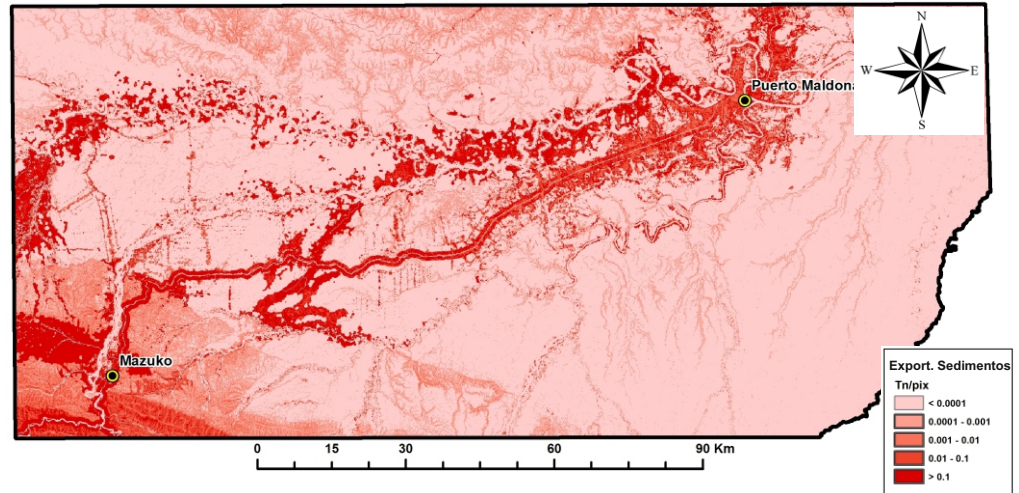 N
W E
S
Puerto Maldona
Mazuko
Export. Sedimentos
Tn/pix
< 0.0001
0.0001 - 0.001
0.001 - 0.01
0.01 - 0.1
> 0.1
0 15 30 60 90 Km